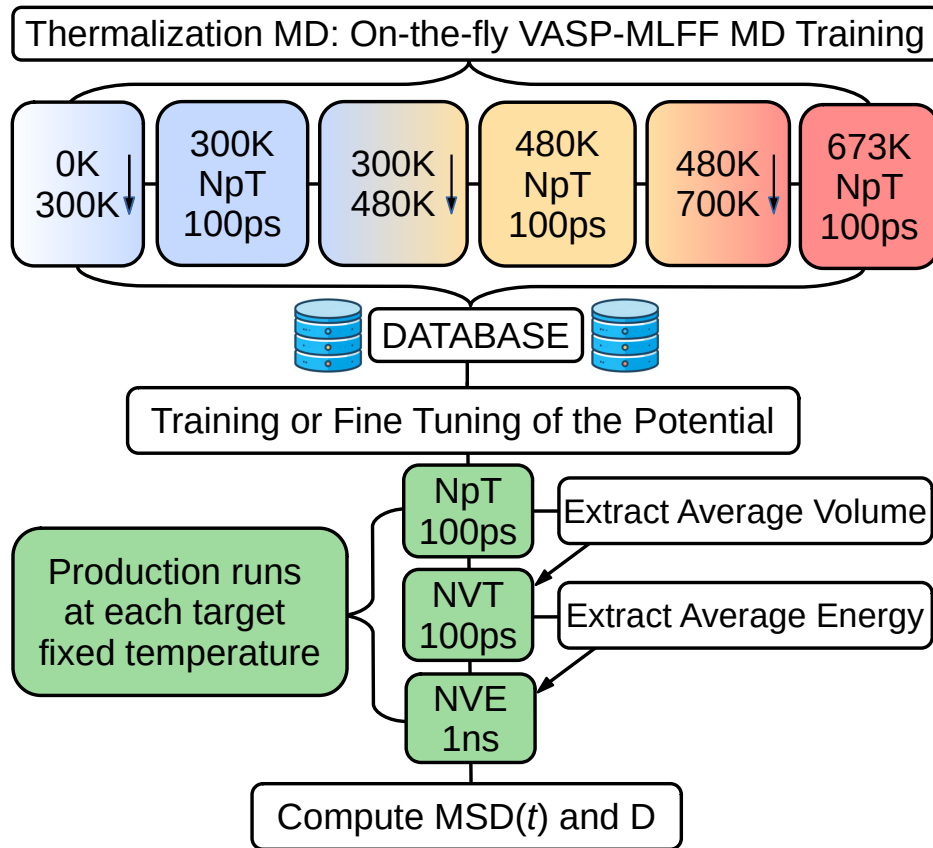 Thermalization MD: On-the-fly VASP-MLFF MD Training
0K
300K
300K
NpT
100ps
300K
480K
480K
NpT
100ps
480K
700K
673K
NpT
100ps
DATABASE
Training or Fine Tuning of the Potential
NpT
100ps
Extract Average Volume
Production runs
at each target
fixed temperature
NVT
100ps
Extract Average Energy
NVE
1ns
Compute MSD(t) and D